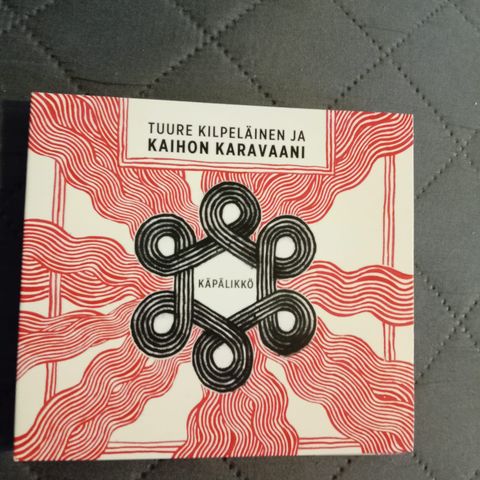 TUURE KILPELÄINEN JA
KAIHON KARAVAANI
KÄPÄLIKKÖ